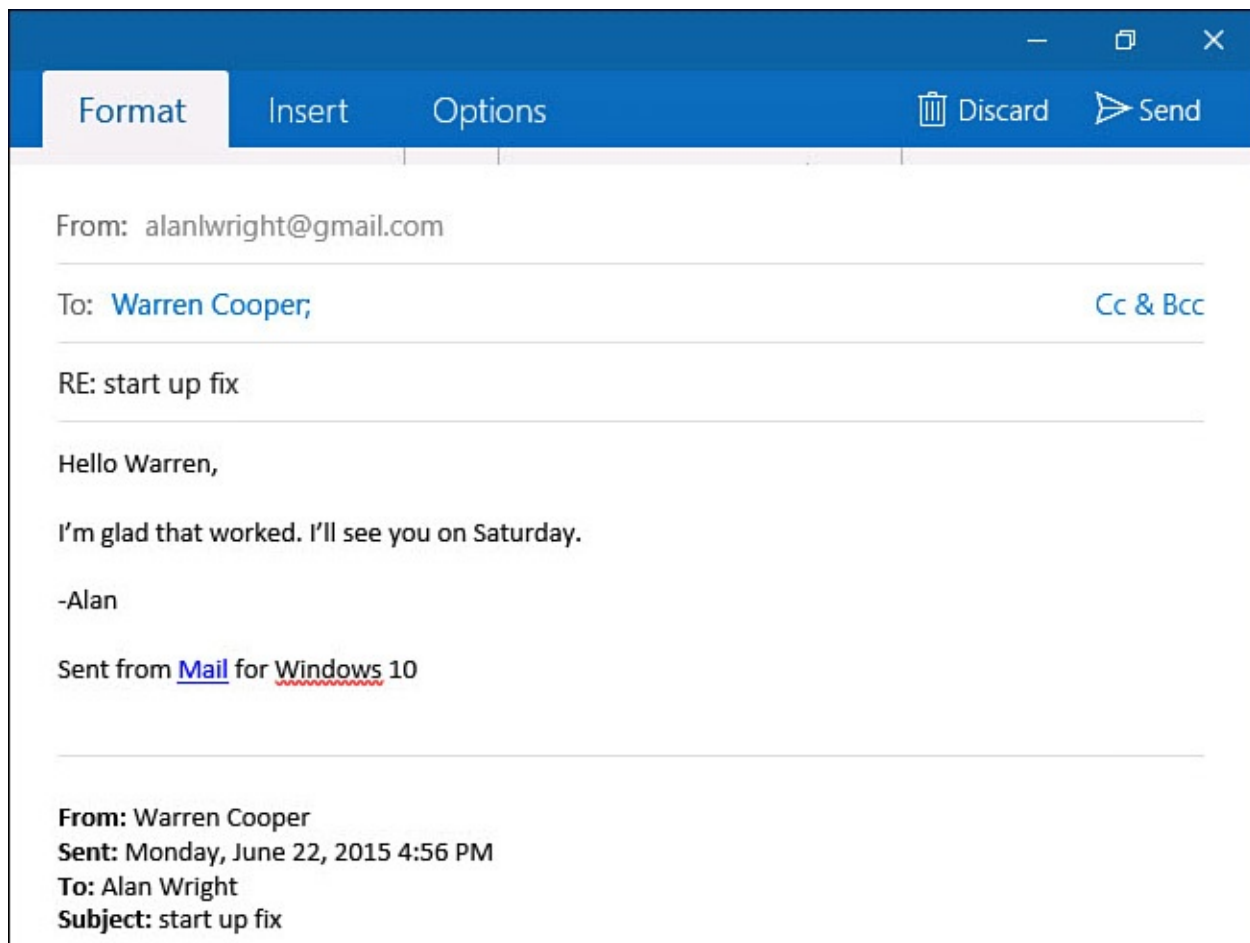 Format Insert Options Discard Send
From: alanlwright@gmail.com
To: Warren Cooper; Cc & Bcc
RE: start up fix
Hello Warren,
I'm glad that worked. I'll see you on Saturday.
-Alan
Sent from Mail for Windows 10
From: Warren Cooper
Sent: Monday, June 22, 2015 4:56 PM
To: Alan Wright
Subject: start up fix